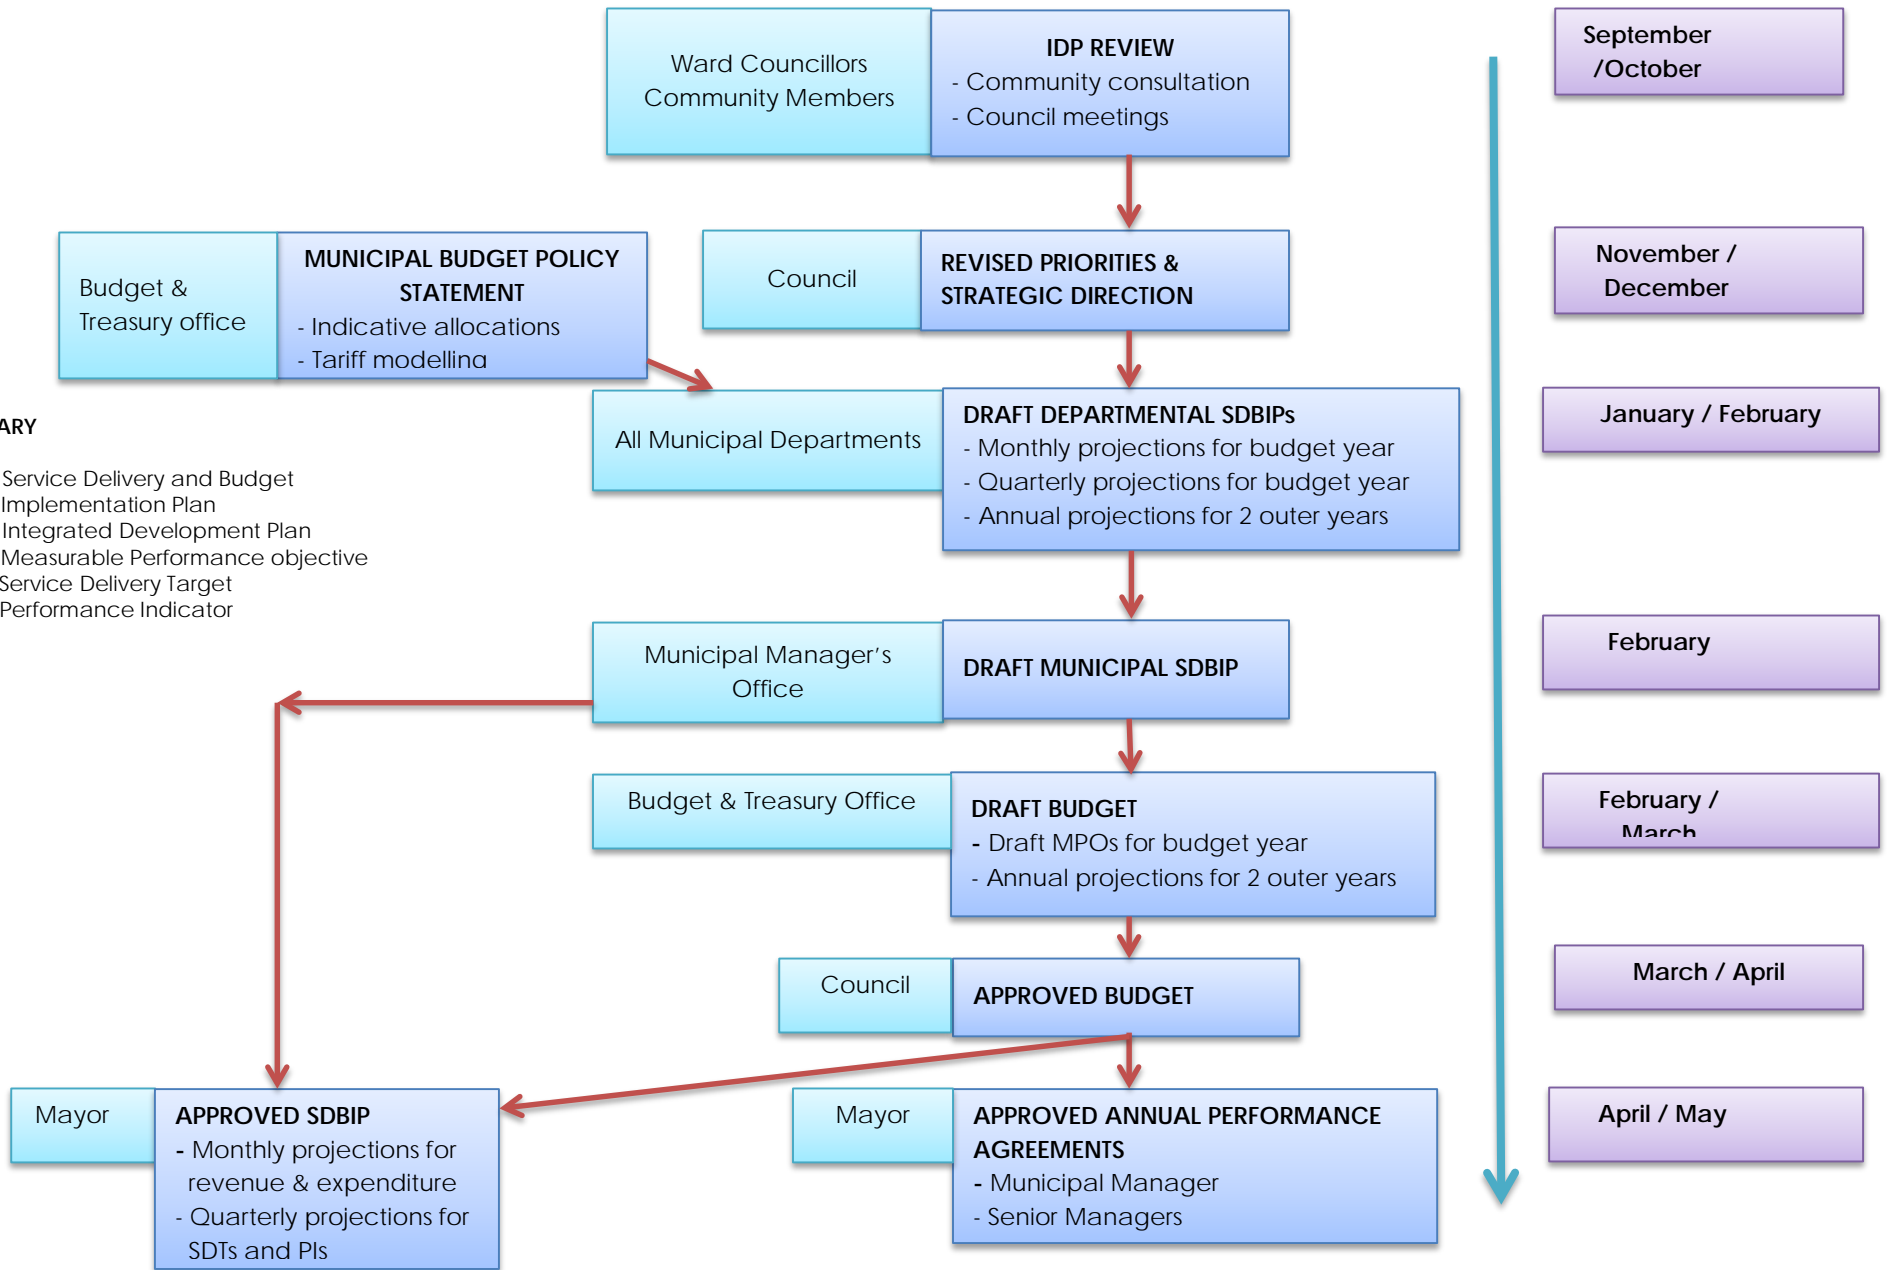 Ward Councillors
Community Members
IDP REVIEW
- Community consultation
- Council meetings
September
/October
Budget &
Treasury office
MUNICIPAL BUDGET POLICY
STATEMENT
- Indicative allocations
- Tariff modelling
Council
REVISED PRIORITIES &
STRATEGIC DIRECTION
November /
December
ARY
Service Delivery and Budget
Implementation Plan
Integrated Development Plan
Measurable Performance objective
Service Delivery Target
Performance Indicator
All Municipal Departments
DRAFT DEPARTMENTAL SDBIPs
- Monthly projections for budget year
- Quarterly projections for budget year
- Annual projections for 2 outer years
January / February
Municipal Manager’s
Office
DRAFT MUNICIPAL SDBIP
February
Budget & Treasury Office
DRAFT BUDGET
- Draft MPOs for budget year
- Annual projections for 2 outer years
February /
March
Council
APPROVED BUDGET
March / April
Mayor
APPROVED SDBIP
- Monthly projections for
revenue & expenditure
- Quarterly projections for
SDTs and PIs
Mayor
APPROVED ANNUAL PERFORMANCE
AGREEMENTS
- Municipal Manager
- Senior Managers
April / May